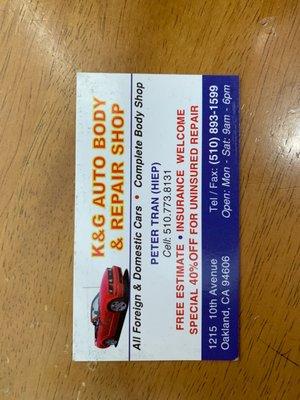 K&G AUTO BODY
& REPAIR SHOP
All Foreign & Domestic Cars • Complete Body Shop
PETER TRAN (HIEP)
Cell: 510.773.8131
FREE ESTIMATE • INSURANCE WELCOME
SPECIAL 40%OFF FOR UNINSURED REPAIR
1215 10th Avenue Tel / Fax: (510) 893-1599
Oakland, CA 94606 Open: Mon - Sat: 9am - 6pm